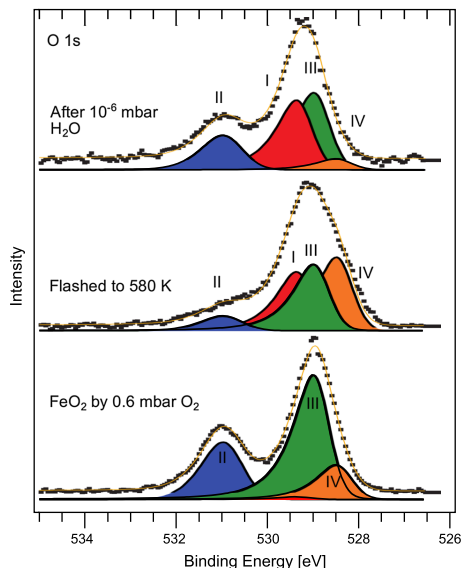 O 1s
II
I
III
IV
After 10⁻⁶ mbar
H₂O
II
I
III
IV
Flashed to 580 K
FeO₂ by 0.6 mbar O₂
III
II
IV
Intensity
534
532
530
528
526
Binding Energy [eV]